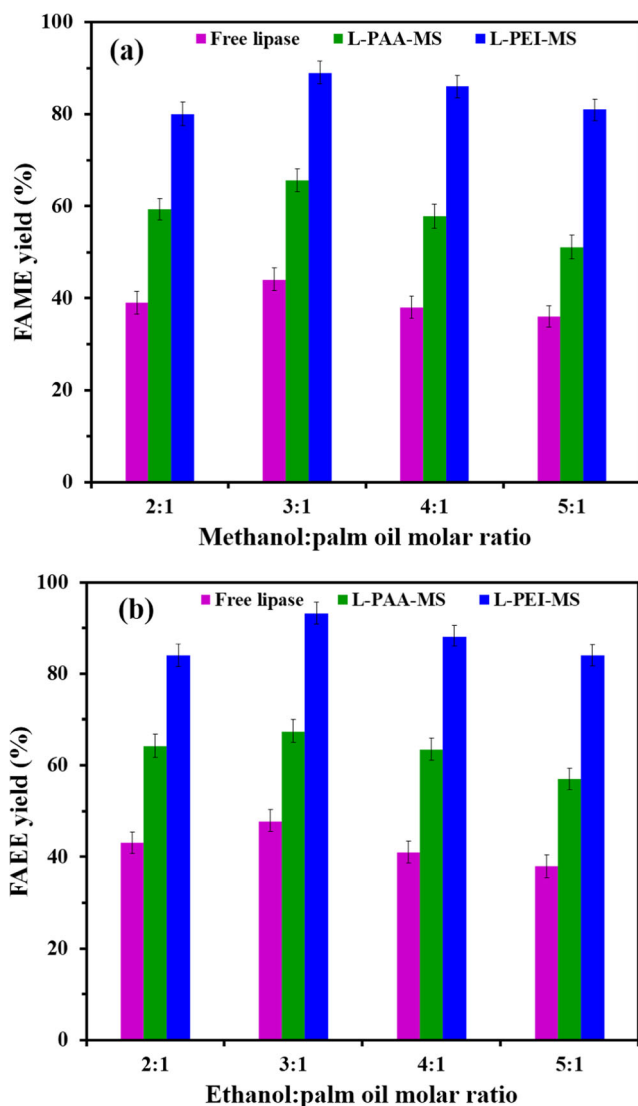 (a)
Free lipase L-PAA-MS L-PEI-MS
FAME yield (%)
100
80
60
40
20
0
2:1 3:1 4:1 5:1
Methanol:palm oil molar ratio
(b)
Free lipase L-PAA-MS L-PEI-MS
FAEE yield (%)
100
80
60
40
20
0
2:1 3:1 4:1 5:1
Ethanol:palm oil molar ratio